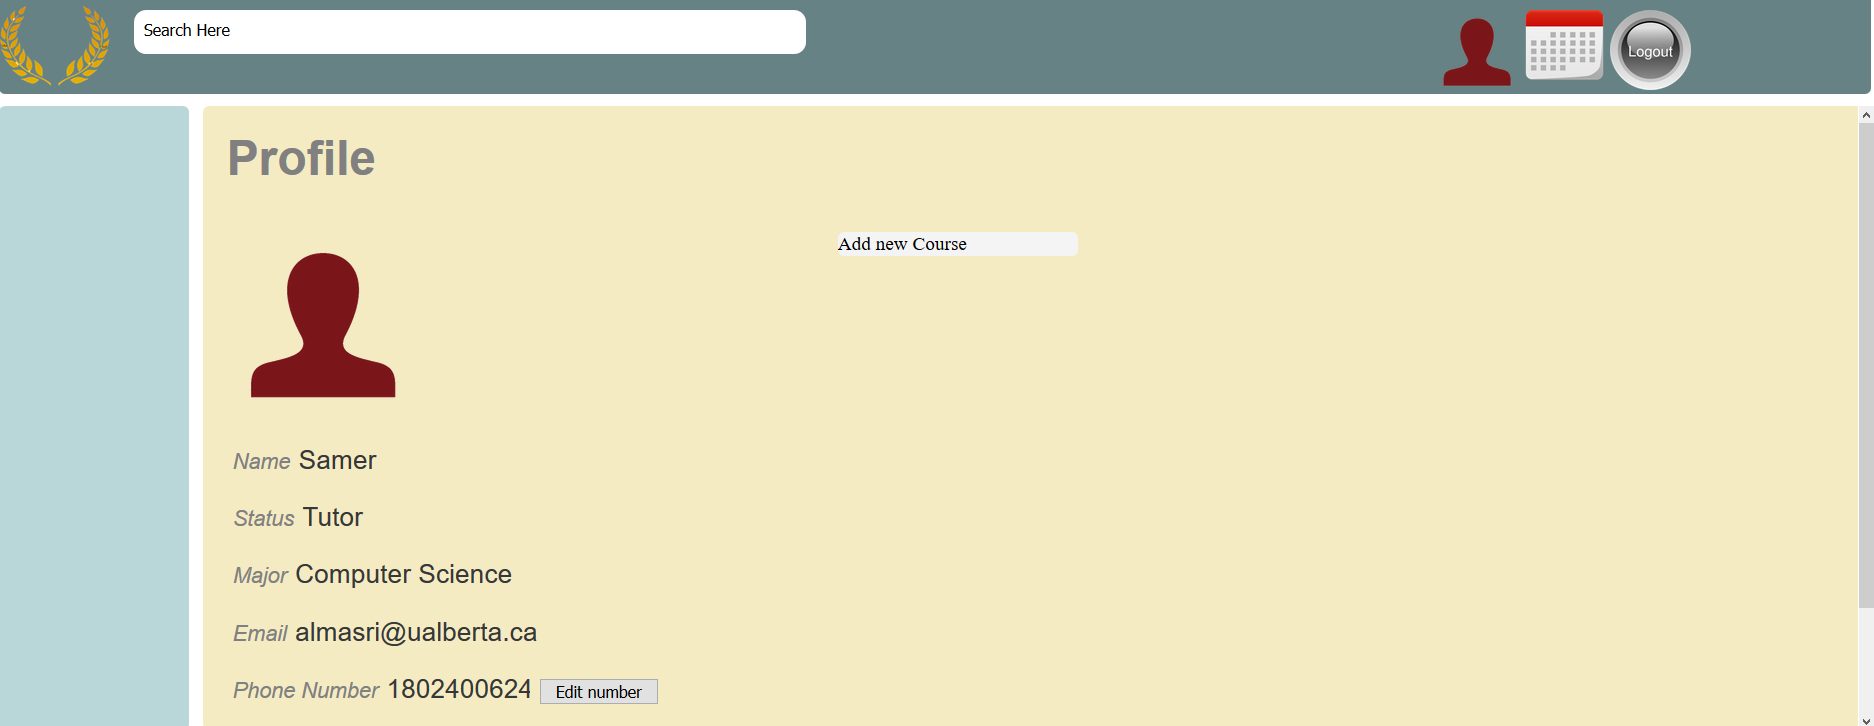 Search Here
Logout
Profile
Add new Course
Name Samer
Status Tutor
Major Computer Science
Email almasri@ualberta.ca
Phone Number 1802400624 Edit number